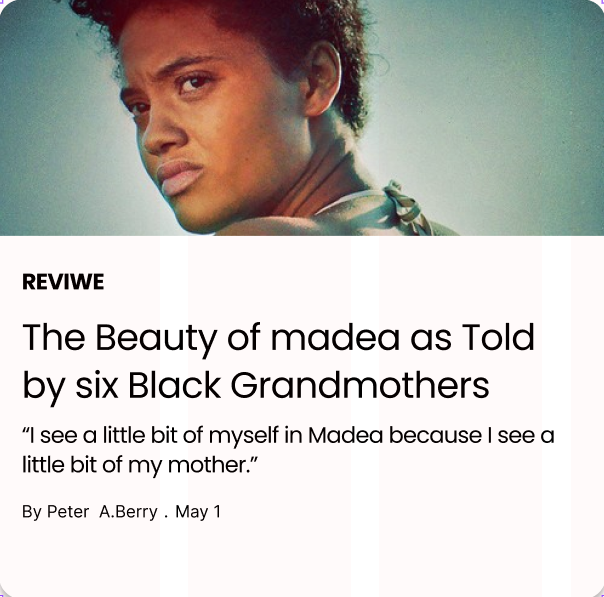 REVIWE
The Beauty of madea as Told
by six Black Grandmothers
“I see a little bit of myself in Madea because I see a
little bit of my mother.”
By Peter A.Berry . May 1